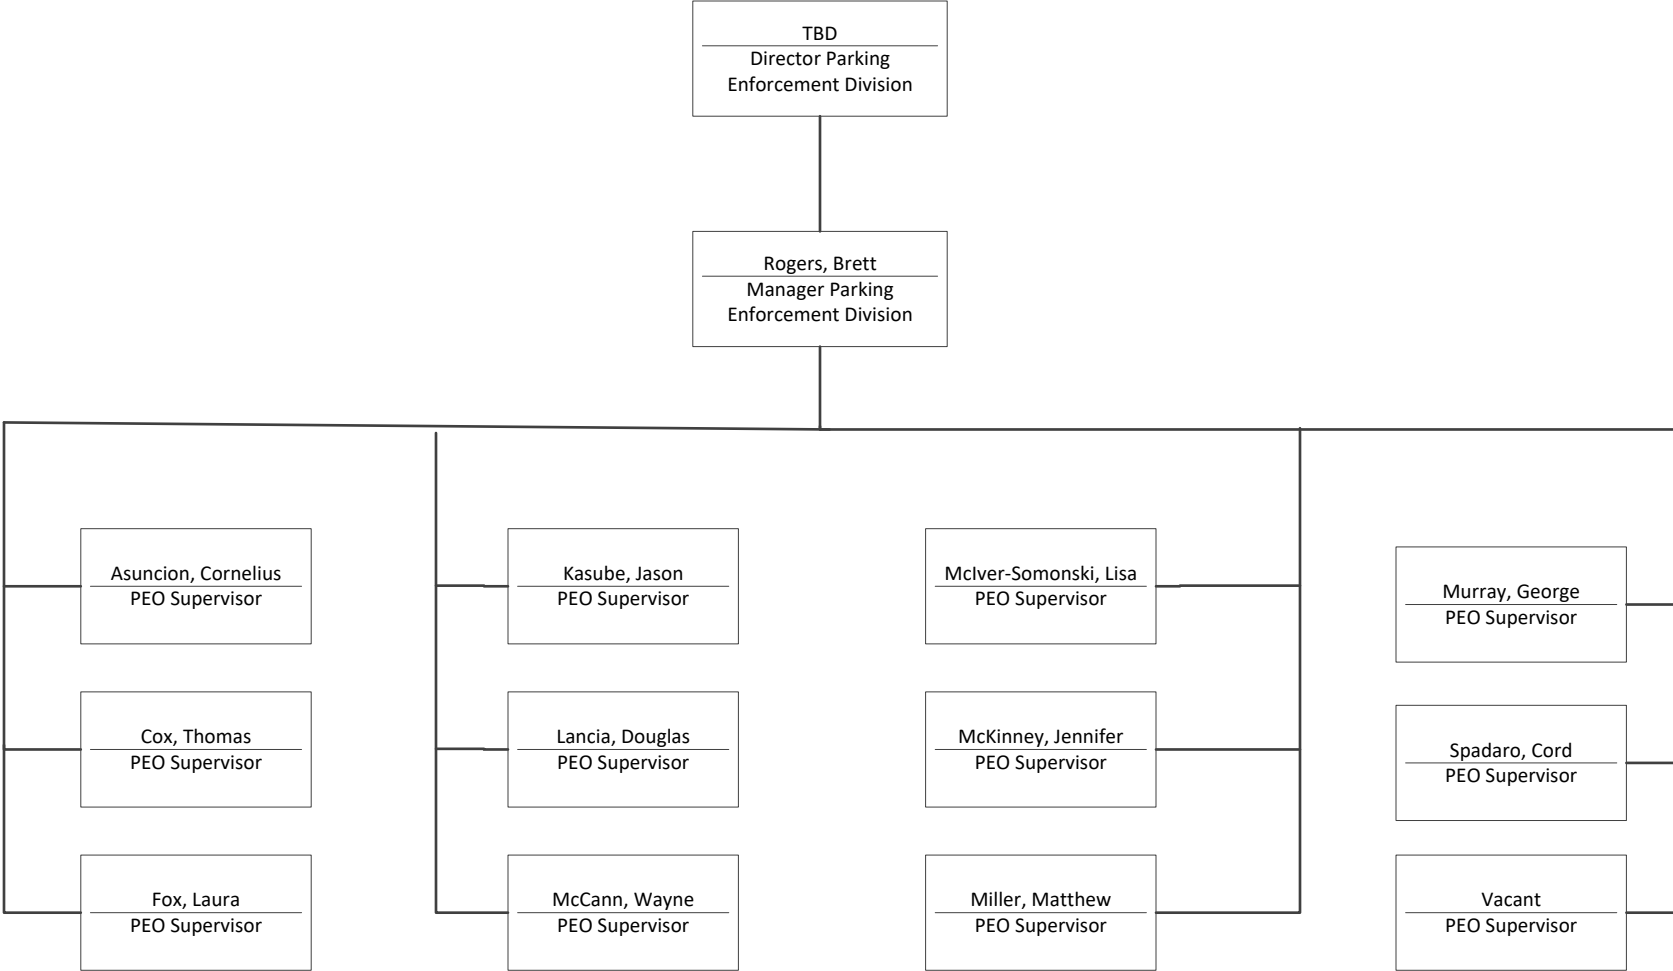 TBD
Director Parking
Enforcement Division
Rogers, Brett
Manager Parking
Enforcement Division
Asuncion, Cornelius
PEO Supervisor
Kasube, Jason
PEO Supervisor
McIver-Somonski, Lisa
PEO Supervisor
Murray, George
PEO Supervisor
Cox, Thomas
PEO Supervisor
Lancia, Douglas
PEO Supervisor
McKinney, Jennifer
PEO Supervisor
Spadaro, Cord
PEO Supervisor
Fox, Laura
PEO Supervisor
McCann, Wayne
PEO Supervisor
Miller, Matthew
PEO Supervisor
Vacant
PEO Supervisor